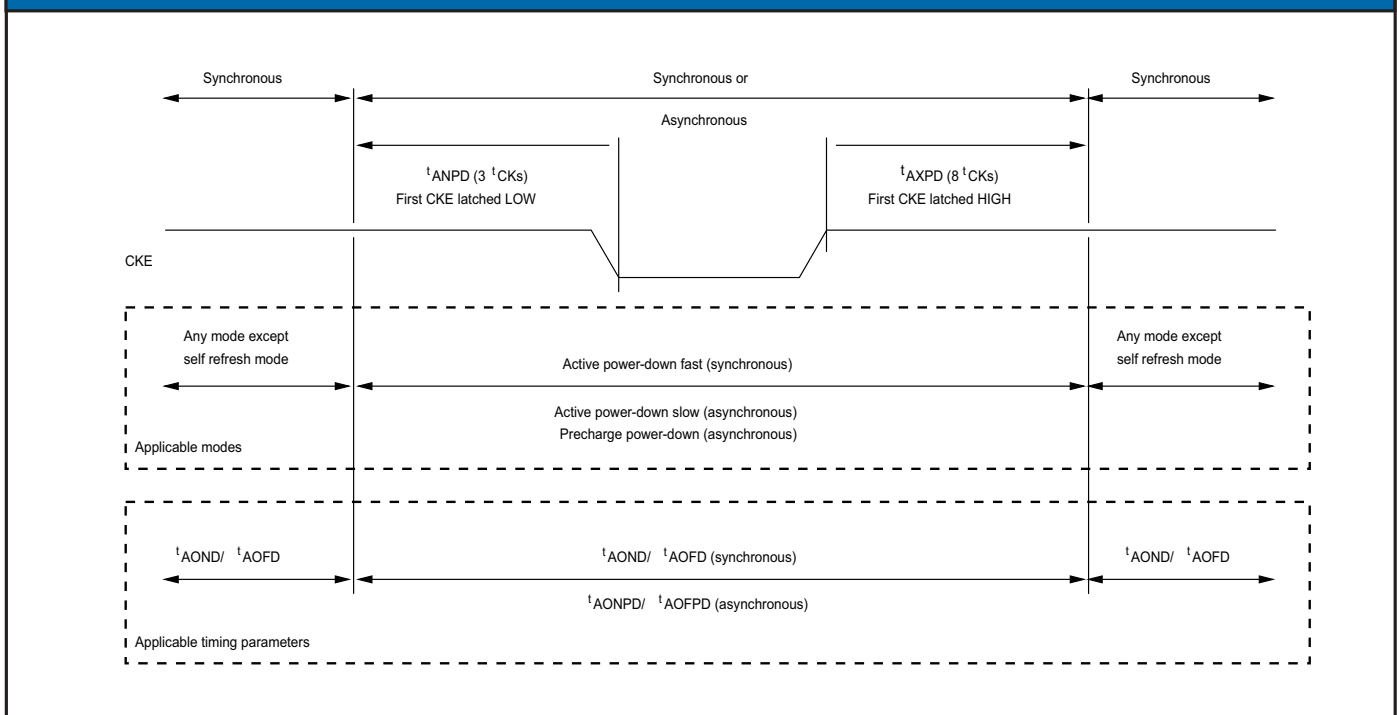 Synchronous
Synchronous or
Synchronous
Asynchronous
tANPD (3 tCKs)
First CKE latched LOW
tAXPD (8 tCKs)
First CKE latched HIGH
CKE
Any mode except
self refresh mode
Active power-down fast (synchronous)
Any mode except
self refresh mode
Active power-down slow (asynchronous)
Precharge power-down (asynchronous)
Applicable modes
tAOND/ tAOFD
tAOND/ tAOFD (synchronous)
tAOND/ tAOFD
tAONPD/ tAOFPD (asynchronous)
Applicable timing parameters